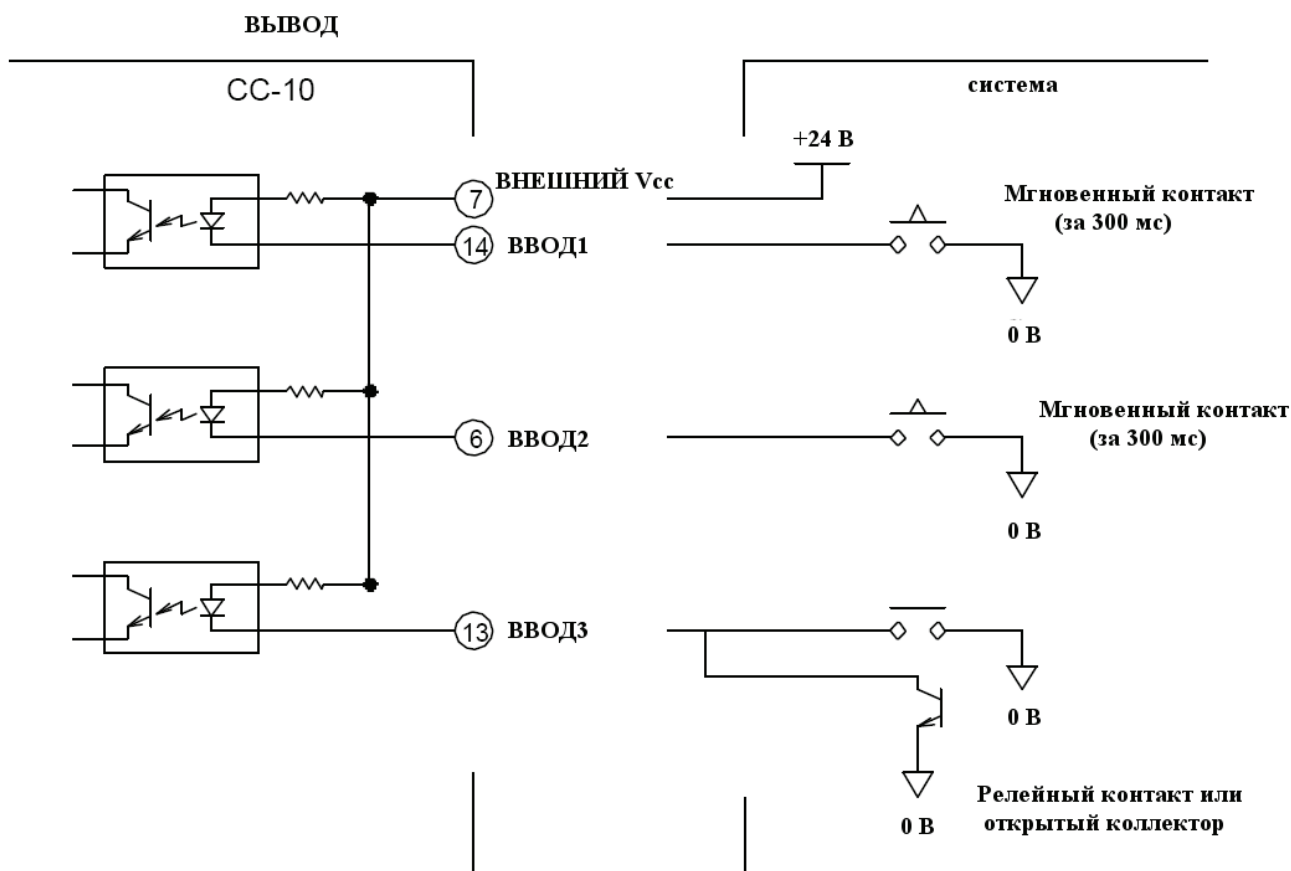 ВЫВОД
CC-10
система
+24 В
7
ВНЕШНИЙ Vcc
Мгновенный контакт
(за 300 мс)
14
ВВОД1
0 В
Мгновенный контакт
(за 300 мс)
6
ВВОД2
0 В
13
ВВОД3
0 В
Релейный контакт или
открытый коллектор
0 В